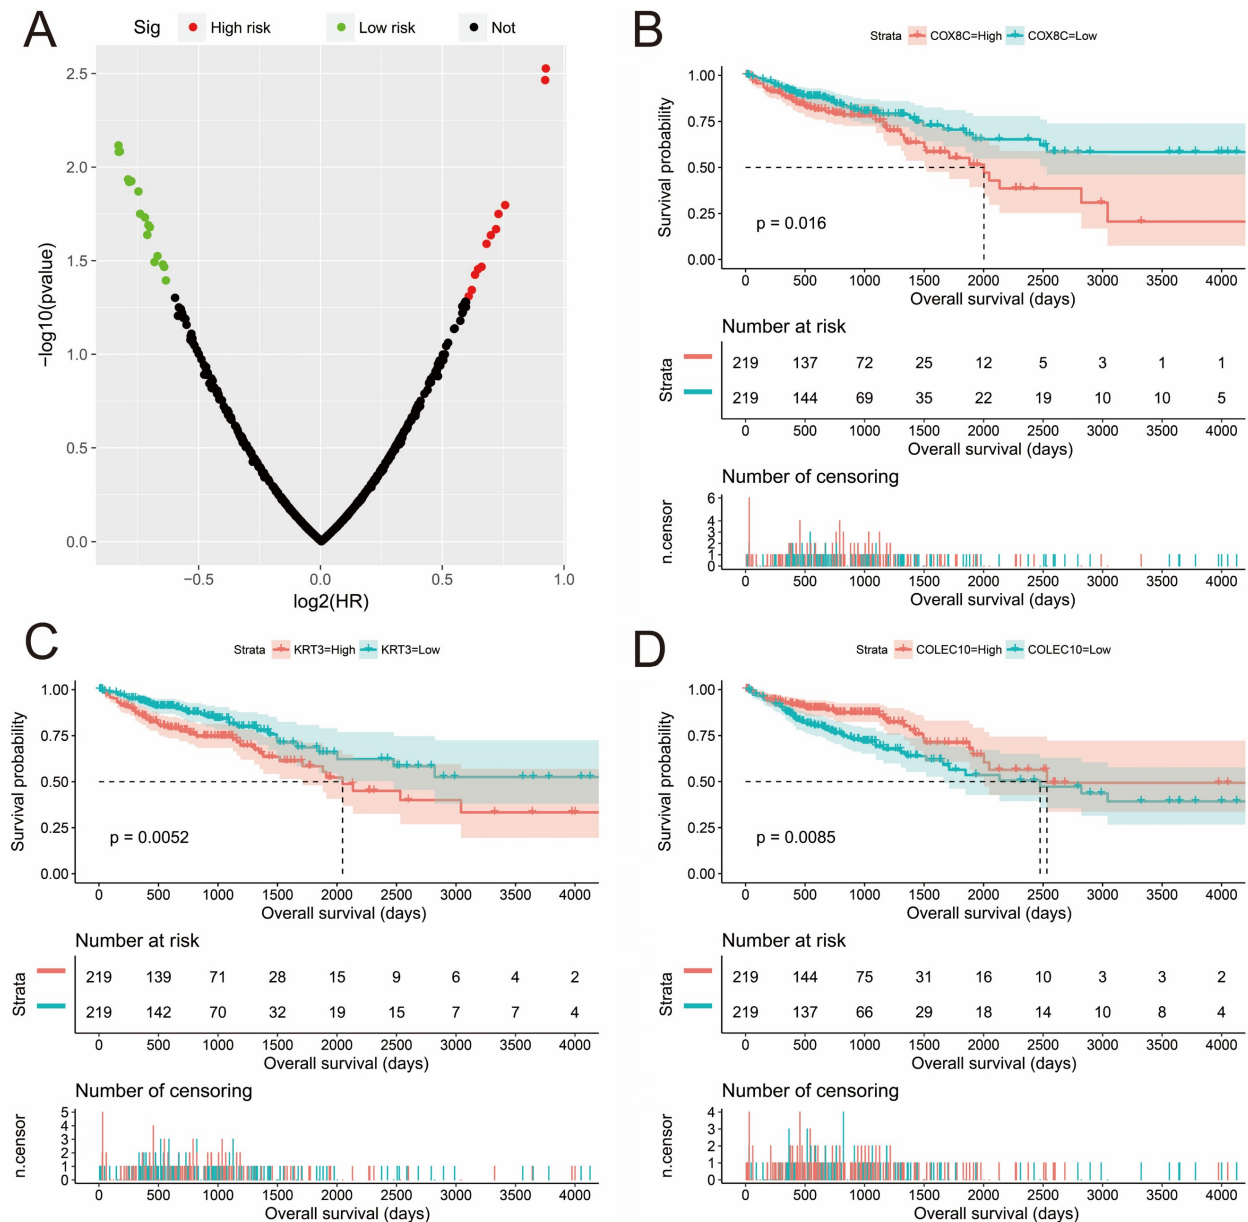 A
Sig High risk Low risk Not
2.5
2.0
1.5
1.0
0.5
0.0
−log10(pvalue)
−0.5 0.0 0.5 1.0
log2(HR)
B
Strata COX8C=High COX8C=Low
1.00
0.75
0.50
0.25
0.00
Survival probability
p = 0.016
0 500 1000 1500 2000 2500 3000 3500 4000
Overall survival (days)
Number at risk
Strata
219 137 72 25 12 5 3 1 1
219 144 69 35 22 19 10 10 5
0 500 1000 1500 2000 2500 3000 3500 4000
Overall survival (days)
Number of censoring
n.censor
6
4
3
2
1
0
0 500 1000 1500 2000 2500 3000 3500 4000
Overall survival (days)
C
Strata KRT3=High KRT3=Low
1.00
0.75
0.50
0.25
0.00
Survival probability
p = 0.0052
0 500 1000 1500 2000 2500 3000 3500 4000
Overall survival (days)
Number at risk
Strata
219 139 71 28 15 9 6 4 2
219 142 70 32 19 15 7 7 4
0 500 1000 1500 2000 2500 3000 3500 4000
Overall survival (days)
Number of censoring
n.censor
5
4
3
2
1
0
0 500 1000 1500 2000 2500 3000 3500 4000
Overall survival (days)
D
Strata COLEC10=High COLEC10=Low
1.00
0.75
0.50
0.25
0.00
Survival probability
p = 0.0085
0 500 1000 1500 2000 2500 3000 3500 4000
Overall survival (days)
Number at risk
Strata
219 144 75 31 16 10 3 3 2
219 137 66 29 18 14 10 8 4
0 500 1000 1500 2000 2500 3000 3500 4000
Overall survival (days)
Number of censoring
n.censor
4
3
2
1
0
0 500 1000 1500 2000 2500 3000 3500 4000
Overall survival (days)